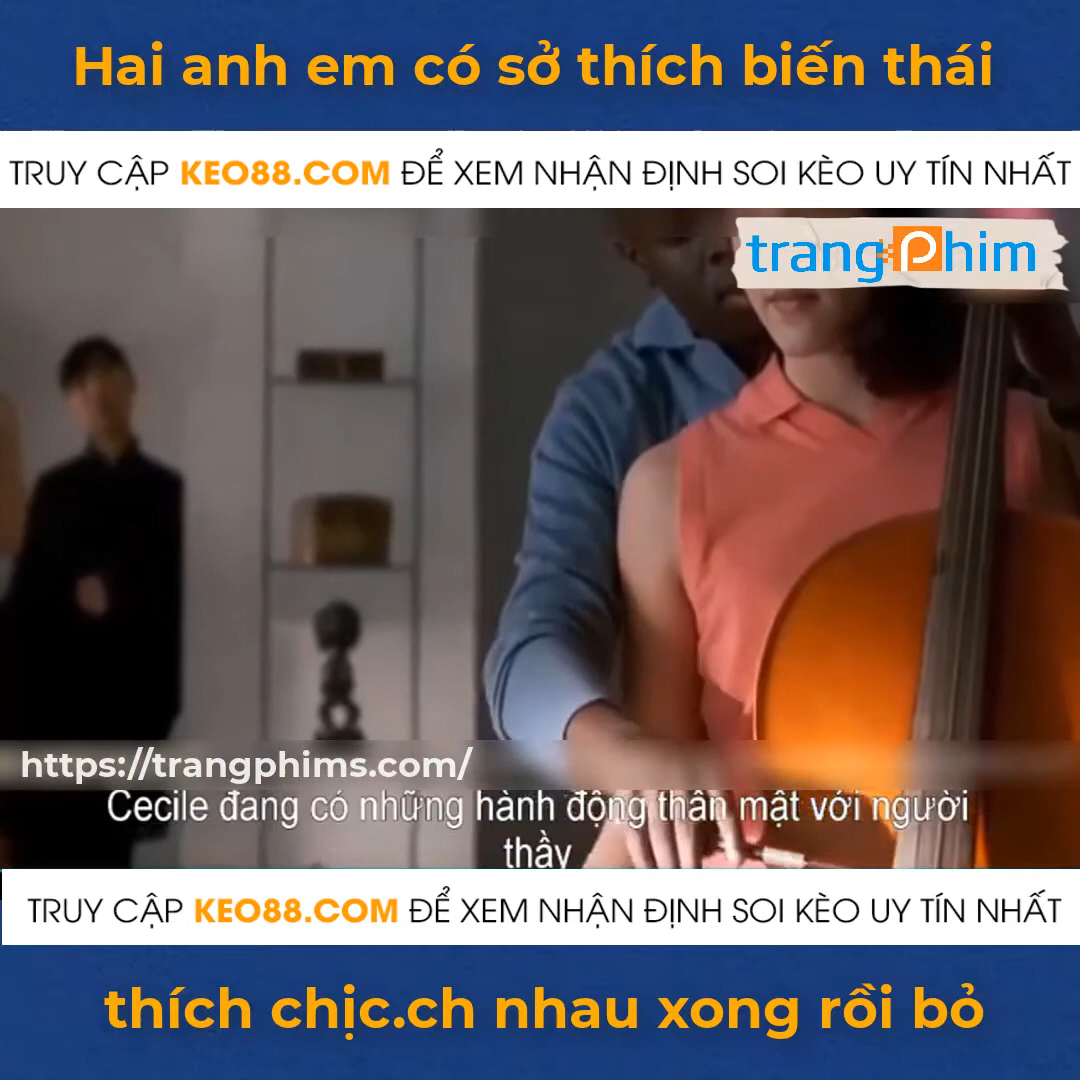 Hai anh em có sở thích biến thái
TRUY CẬP KEO88.COM ĐỂ XEM NHẬN ĐỊNH SOI KÈO UY TÍN NHẤT
trangPhim
https://trangphims.com/
Cecile đang có những hành động thân mật với người
thầy
TRUY CẬP KEO88.COM ĐỂ XEM NHẬN ĐỊNH SOI KÈO UY TÍN NHẤT
thích chịc.ch nhau xong rồi bỏ